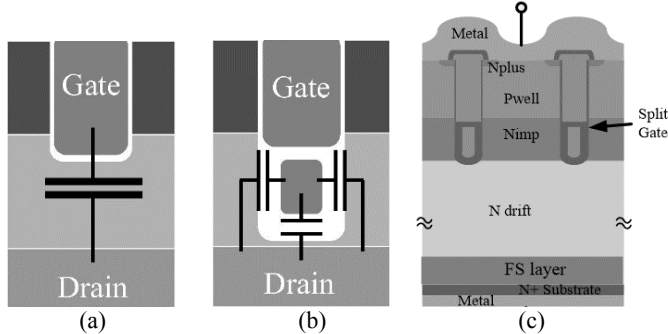 Gate
Drain
(a)
Gate
Drain
(b)
Metal
Nplus
Pwell
Nimp
Split
Gate
N drift
≈
≈
FS layer
N+ Substrate
Metal
(c)